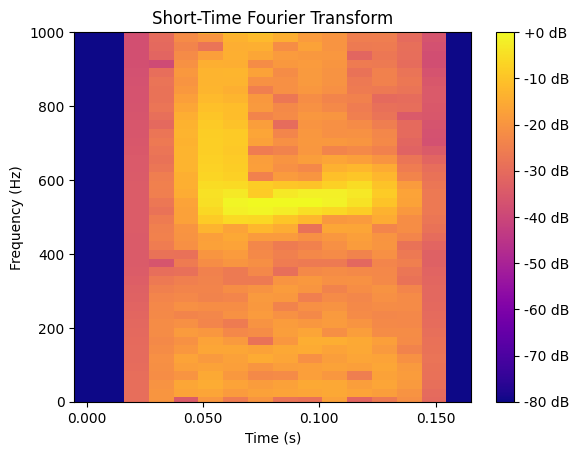 Short-Time Fourier Transform
1000
800
600
400
200
0
Frequency (Hz)
0.000
0.050
0.100
0.150
Time (s)
+0 dB
-10 dB
-20 dB
-30 dB
-40 dB
-50 dB
-60 dB
-70 dB
-80 dB